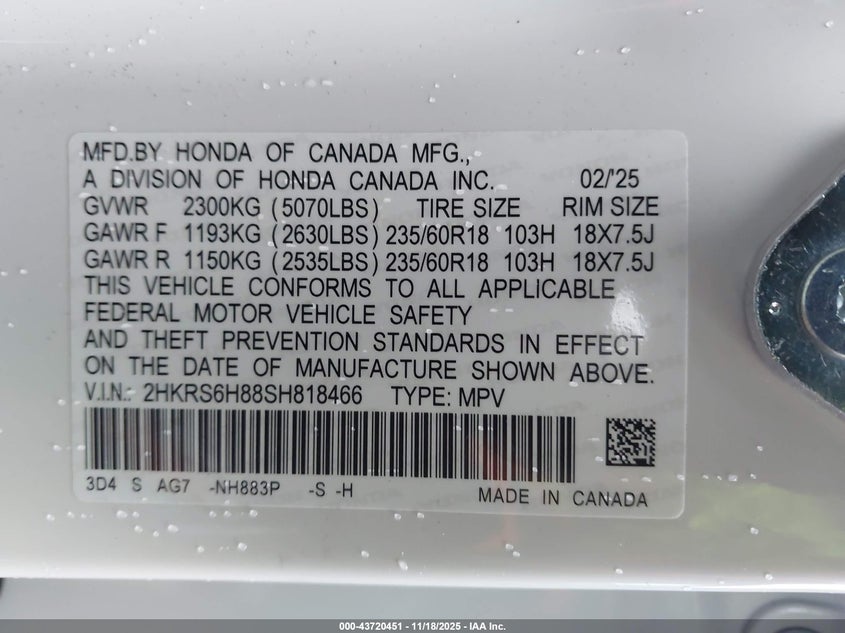 MFD.BY HONDA OF CANADA MFG.,
A DIVISION OF HONDA CANADA INC. 02/'25
GVWR 2300KG (5070LBS) TIRE SIZE RIM SIZE
GAWR F 1193KG (2630LBS) 235/60R18 103H 18X7.5J
GAWR R 1150KG (2535LBS) 235/60R18 103H 18X7.5J
THIS VEHICLE CONFORMS TO ALL APPLICABLE
FEDERAL MOTOR VEHICLE SAFETY
AND THEFT PREVENTION STANDARDS IN EFFECT
ON THE DATE OF MANUFACTURE SHOWN ABOVE.
V.I.N.: 2HKRS6H88SH818466 TYPE: MPV
3D4 S AG7 -NH883P -S -H MADE IN CANADA
000-43720451 - 11/18/2025 - IAA Inc.